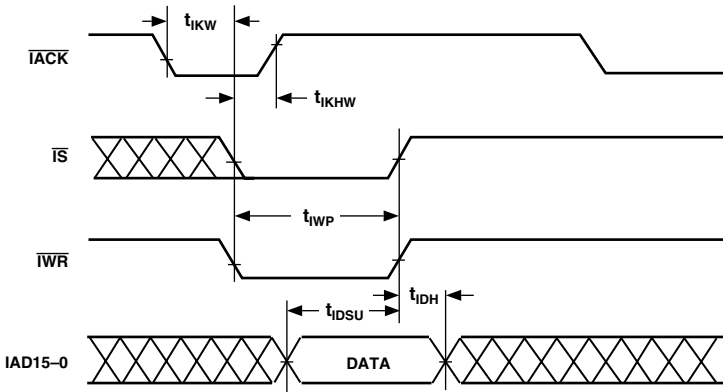 tIKW
IACK
tIKHW
IS
tIWP
IWR
tIDH
tIDSU
IAD15–0
DATA